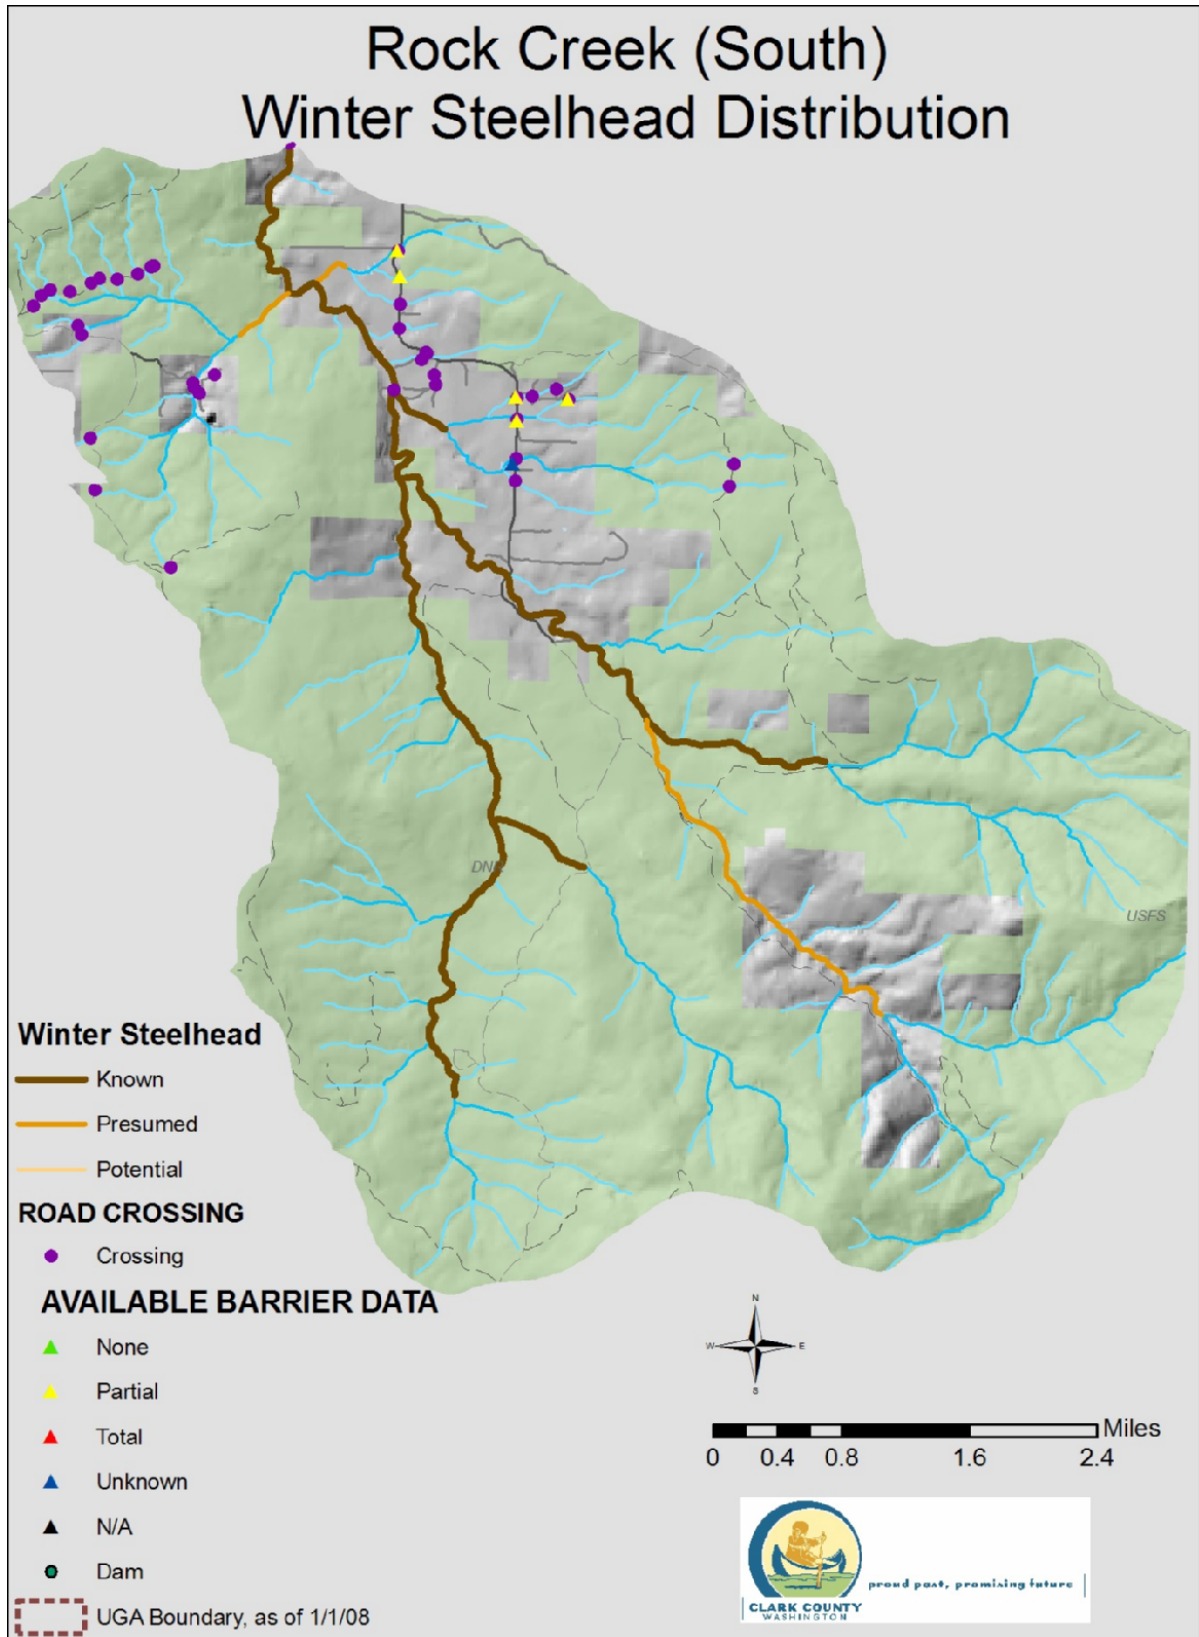 Rock Creek (South)
Winter Steelhead Distribution
USFS
Winter Steelhead
Known
Presumed
Potential
ROAD CROSSING
Crossing
AVAILABLE BARRIER DATA
None
Partial
Total
Unknown
N/A
Dam
UGA Boundary, as of 1/1/08
N
W E
S
Miles
0 0.4 0.8 1.6 2.4
proud past, promising future
CLARK COUNTY
WASHINGTON